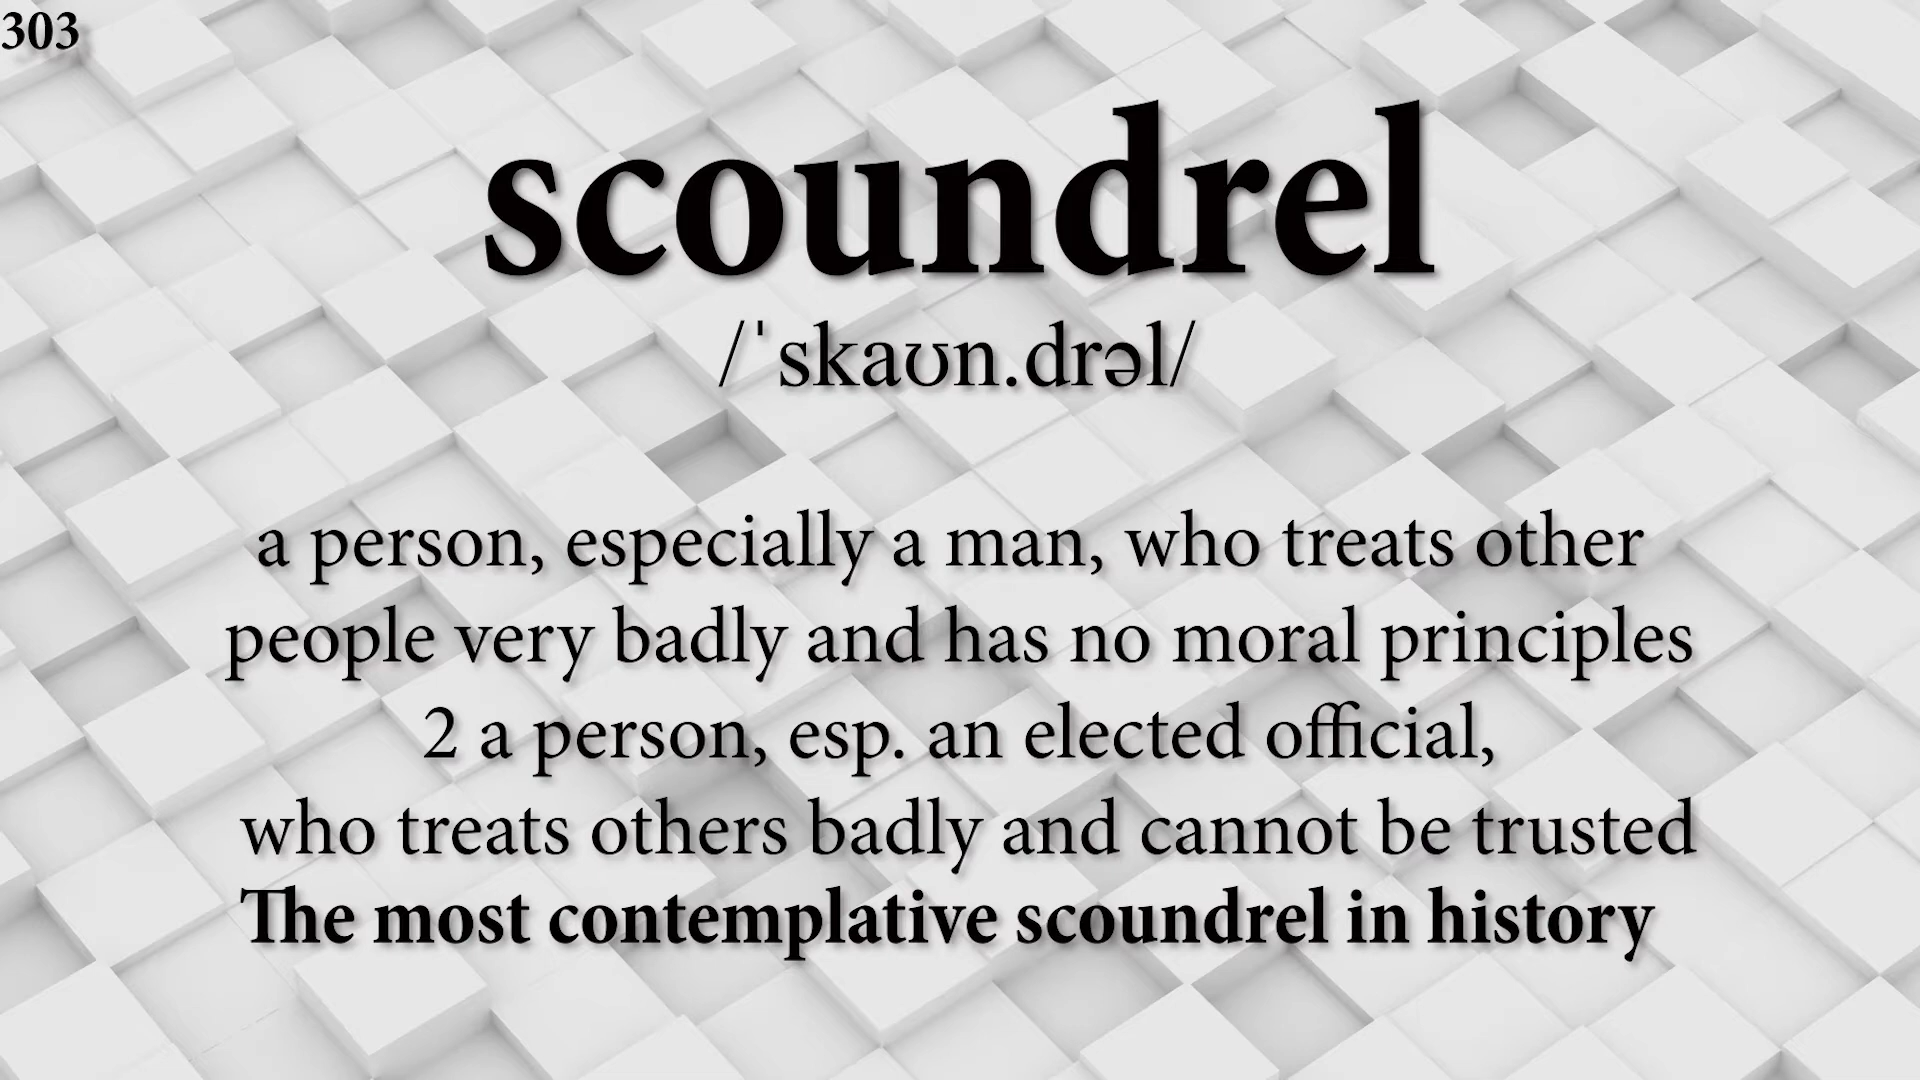 303
scoundrel
/ˈskaʊn.drəl/
a person, especially a man, who treats other
people very badly and has no moral principles
2 a person, esp. an elected official,
who treats others badly and cannot be trusted
The most contemplative scoundrel in history